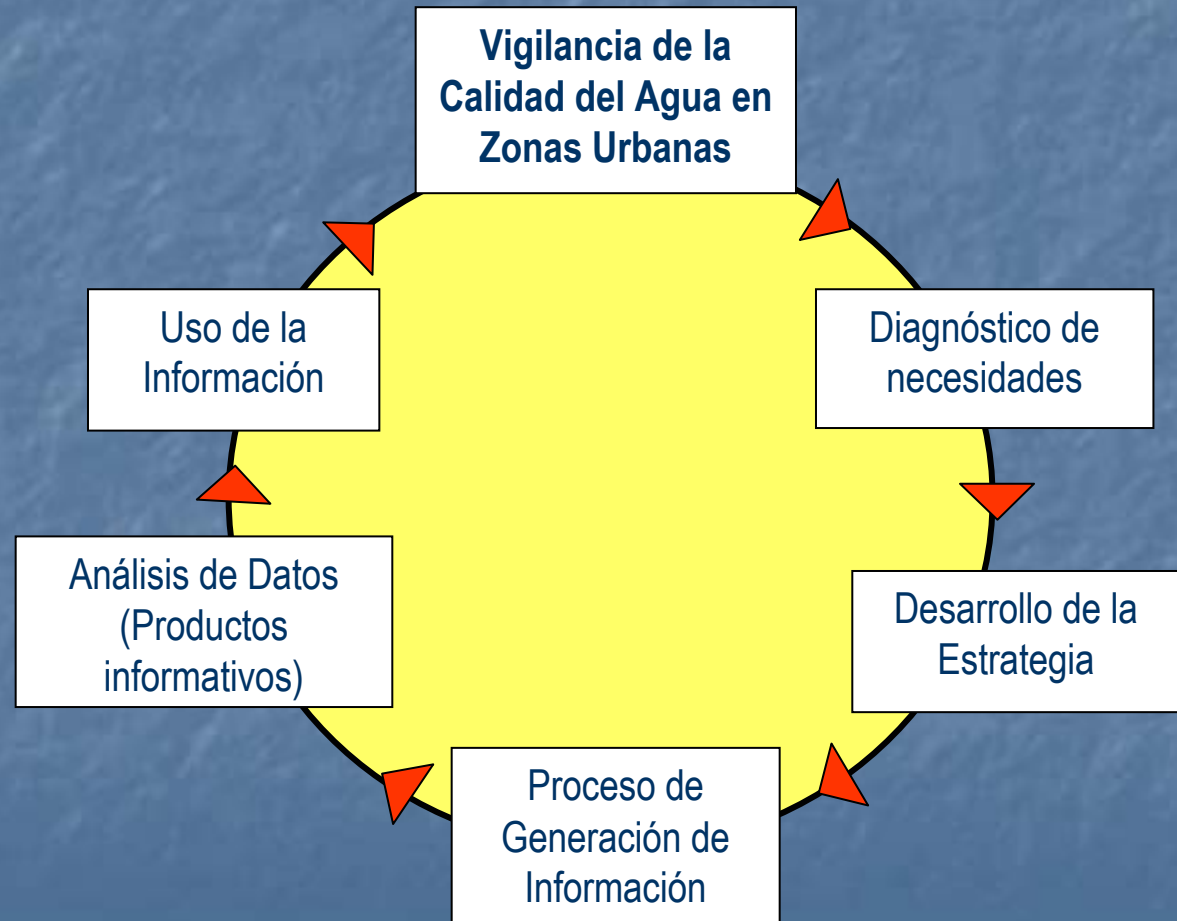 Vigilancia de la
Calidad del Agua en
Zonas Urbanas
Diagnóstico de
necesidades
Desarrollo de la
Estrategia
Proceso de
Generación de
Información
Análisis de Datos
(Productos
informativos)
Uso de la
Información